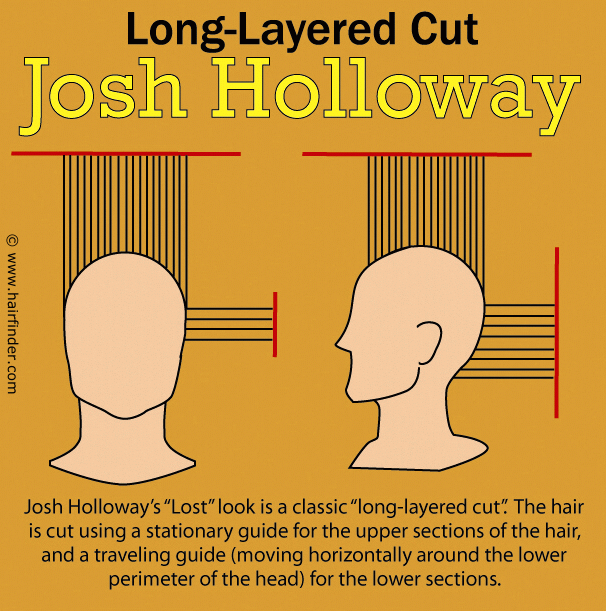 Long-Layered Cut
Josh Holloway
© www.hairfinder.com
Josh Holloway's “Lost” look is a classic “long-layered cut”. The hair
is cut using a stationary guide for the upper sections of the hair,
and a traveling guide (moving horizontally around the lower
perimeter of the head) for the lower sections.